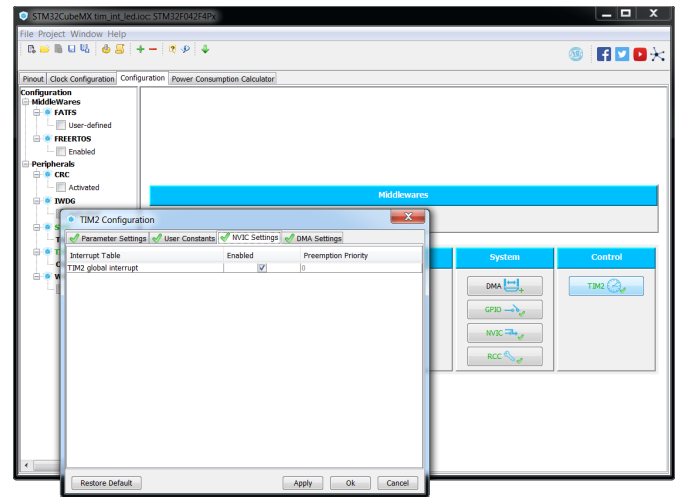 STM32CubeMX tim_int_led.ioc: STM32F042F4Px
File Project Window Help
Pinout Clock Configuration Configuration Power Consumption Calculator
Configuration
MiddleWares
FATFS
User-defined
FREERTOS
Enabled
Peripherals
CRC
Activated
IWDG
Middlewares
System
Control
DMA
TIM2
GPIO
NVIC
RCC
TIM2 Configuration
Parameter Settings User Constants NVIC Settings DMA Settings
Interrupt Table Enabled Preemption Priority
TIM2 global interrupt 0
Restore Default Apply Ok Cancel